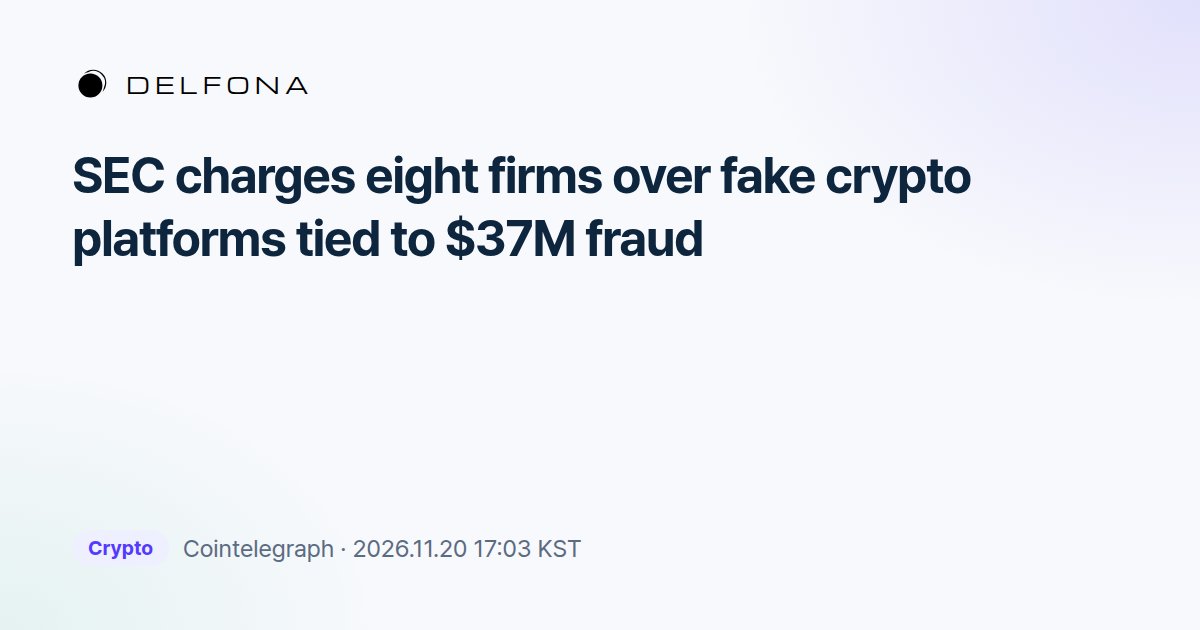 DELFONA
SEC charges eight firms over fake crypto
platforms tied to $37M fraud
Crypto Cointelegraph · 2026.11.20 17:03 KST